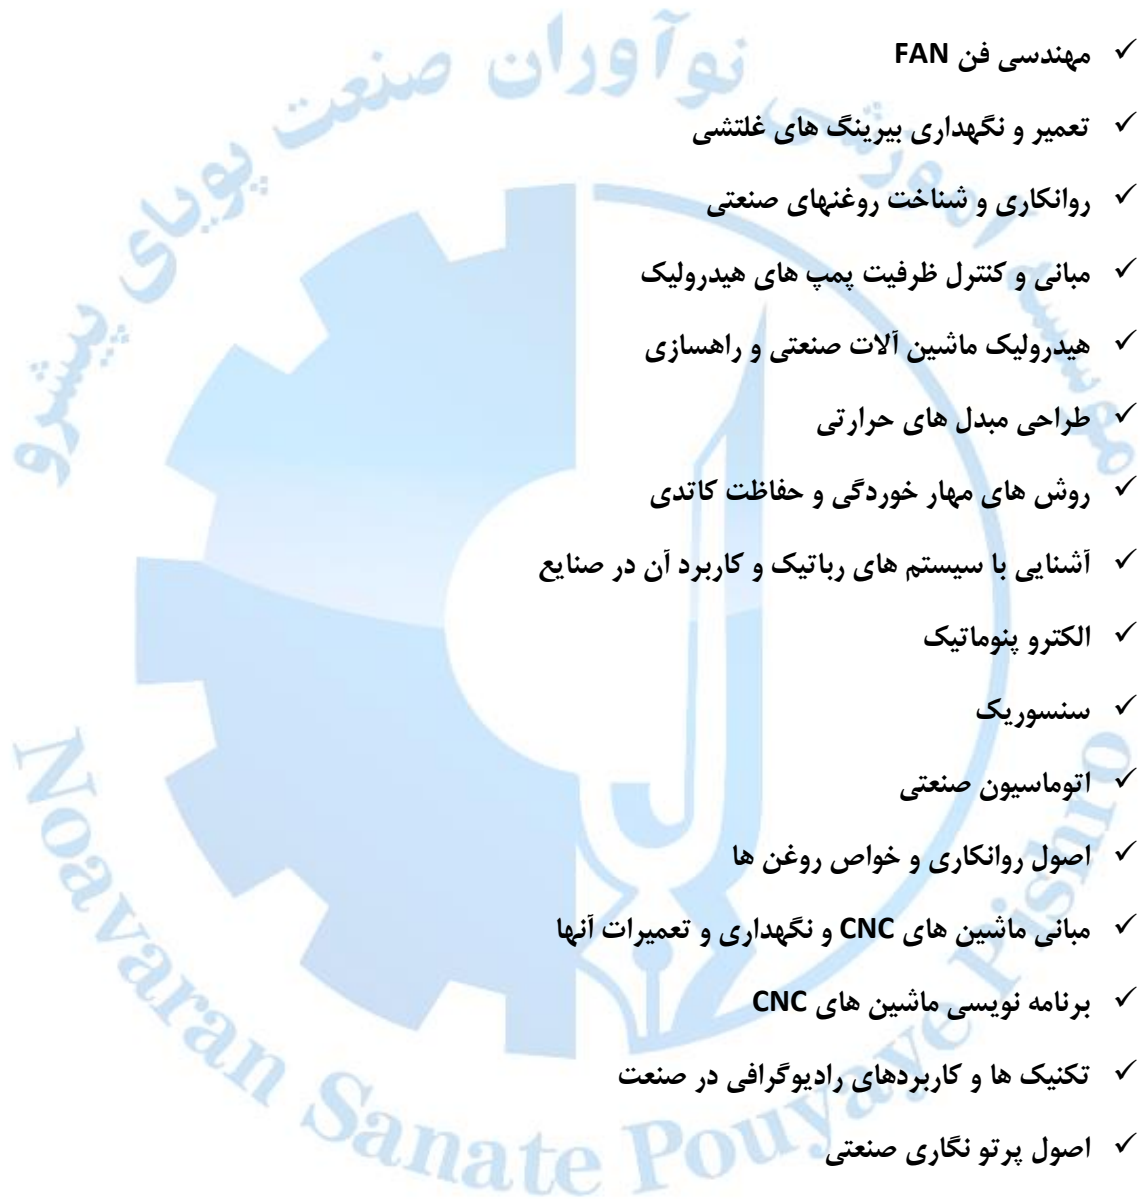 موسسه آموزشی نوآوران صنعت پویای پیشرو
✓ مهندسی فن FAN
✓ تعمیر و نگهداری بیرینگ های غلتشی
✓ روانکاری و شناخت روغنهای صنعتی
✓ مبانی و کنترل ظرفیت پمپ های هیدرولیک
✓ هیدرولیک ماشین آلات صنعتی و راهسازی
✓ طراحی مبدل های حرارتی
✓ روش های مهار خوردگی و حفاظت کاتدی
✓ آشنایی با سیستم های رباتیک و کاربرد آن در صنایع
✓ الکترو پنوماتیک
✓ سنسوریک
✓ اتوماسیون صنعتی
✓ اصول روانکاری و خواص روغن ها
✓ مبانی ماشین های CNC و نگهداری و تعمیرات آنها
✓ برنامه نویسی ماشین های CNC
✓ تکنیک ها و کاربردهای رادیوگرافی در صنعت
✓ اصول پرتو نگاری صنعتی
Noavaran Sanate Pouyaye Pishro